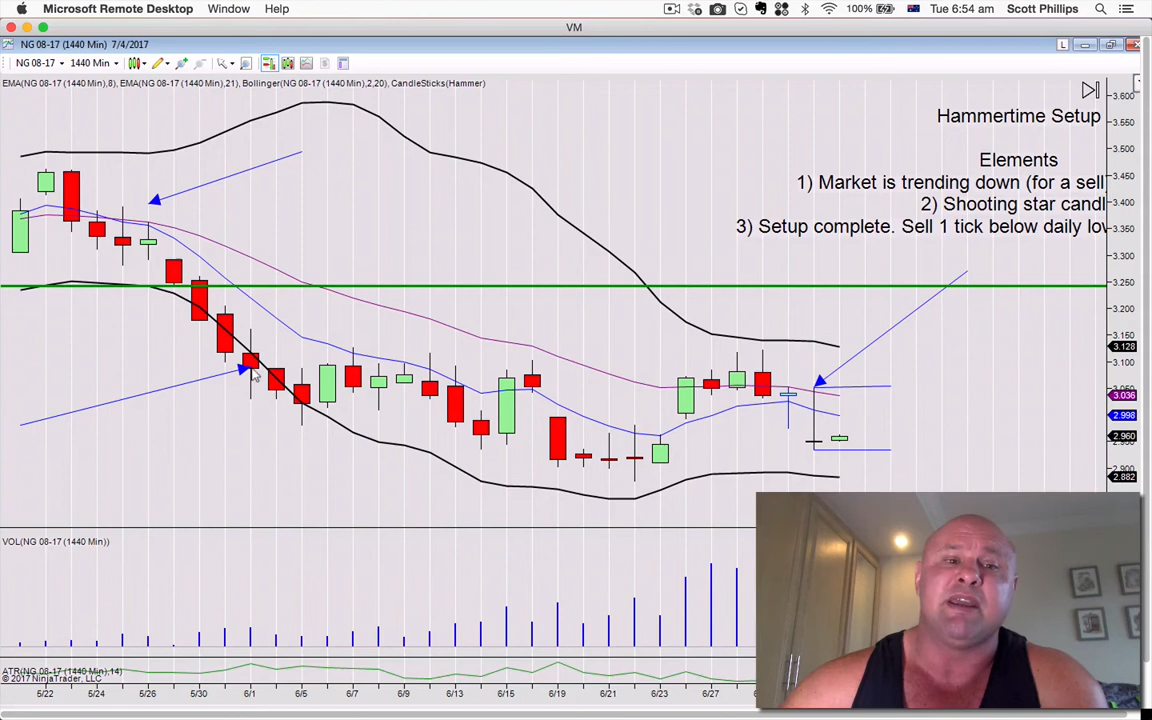 Microsoft Remote Desktop Window Help 100% Tue 6:54 am Scott Phillips
VM
NG 08-17 (1440 Min) 7/4/2017
L
NG 08-17 1440 Min
EMA(NG 08-17 (1440 Min),8), EMA(NG 08-17 (1440 Min),21), Bollinger(NG 08-17 (1440 Min),2,20), CandleSticks(Hammer)
Hammertime Setup
Elements
1) Market is trending down (for a sell
2) Shooting star candl
3) Setup complete. Sell 1 tick below daily lo
3.600
3.550
3.500
3.450
3.400
3.350
3.300
3.250
3.200
3.150
3.128
3.100
3.050
3.036
2.998
2.960
2.900
2.882
VOL(NG 08-17 (1440 Min))
ATR(NG 08-17 (1440 Min),14)
© 2017 NinjaTrader, LLC
5/22 5/24 5/26 5/30 6/1 6/5 6/7 6/9 6/13 6/15 6/19 6/21 6/23 6/27